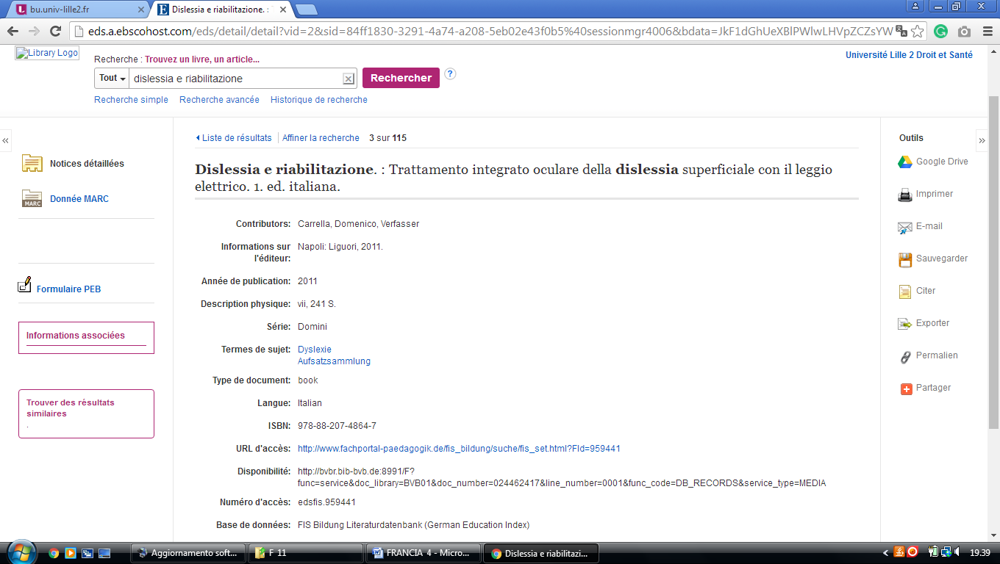 bu.univ-lille2.fr
Dislessia e riabilitazione. :
eds.a.ebscohost.com/eds/detail/detail?vid=2&sid=84ff1830-3291-4a74-a208-5eb02e43f0b5%40sessionmgr4006&bdata=JkF1dGhUeXBlPWlwLHVpZCZsYW
Library Logo
Recherche : Trouvez un livre, un article...
Université Lille 2 Droit et Santé
Tout
dislessia e riabilitazione
Rechercher
?
Recherche simple Recherche avancée Historique de recherche
«
»
Notices détaillées
MARC
Donnée MARC
Formulaire PEB
Informations associées
Trouver des résultats
similaires
.
Liste de résultats Affiner la recherche 3 sur 115
Dislessia e riabilitazione. : Trattamento integrato oculare della dislessia superficiale con il leggio
elettrico. 1. ed. italiana.
Contributors: Carrella, Domenico, Verfasser
Informations sur Napoli: Liguori, 2011.
l'éditeur:
Année de publication: 2011
Description physique: vii, 241 S.
Série: Domini
Termes de sujet: Dyslexie
Aufsatzsammlung
Type de document: book
Langue: Italian
ISBN: 978-88-207-4864-7
URL d'accès: http://www.fachportal-paedagogik.de/fis_bildung/suche/fis_set.html?FId=959441
Disponibilité: http://bvbr.bib-bvb.de:8991/F?
func=service&doc_library=BVB01&doc_number=024462417&line_number=0001&func_code=DB_RECORDS&service_type=MEDIA
Numéro d'accès: edsfis.959441
Base de données: FIS Bildung Literaturdatenbank (German Education Index)
Outils
Google Drive
Imprimer
E-mail
Sauvegarder
Citer
Exporter
Permalien
Partager
Aggiornamento soft...
F 11
FRANCIA 4 - Micro...
Dislessia e riabilitazi...
19.39